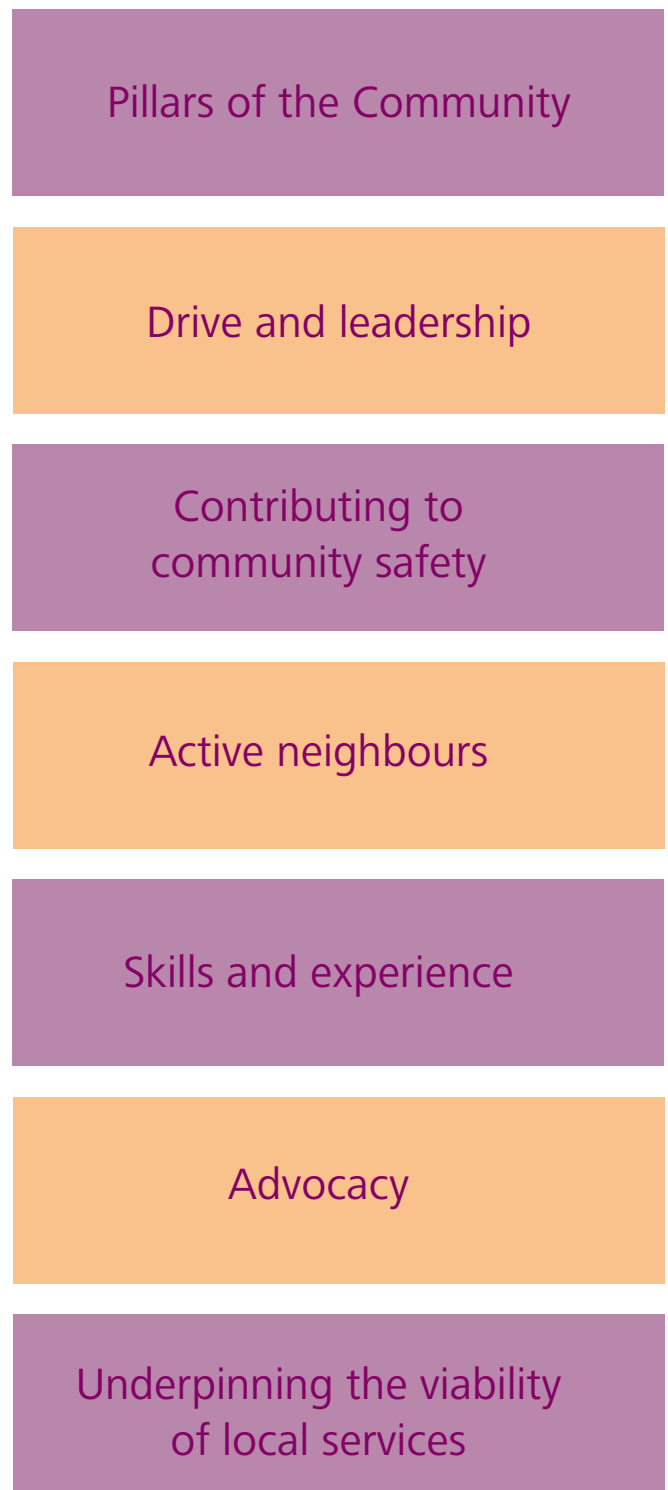 Pillars of the Community
Drive and leadership
Contributing to
community safety
Active neighbours
Skills and experience
Advocacy
Underpinning the viability
of local services